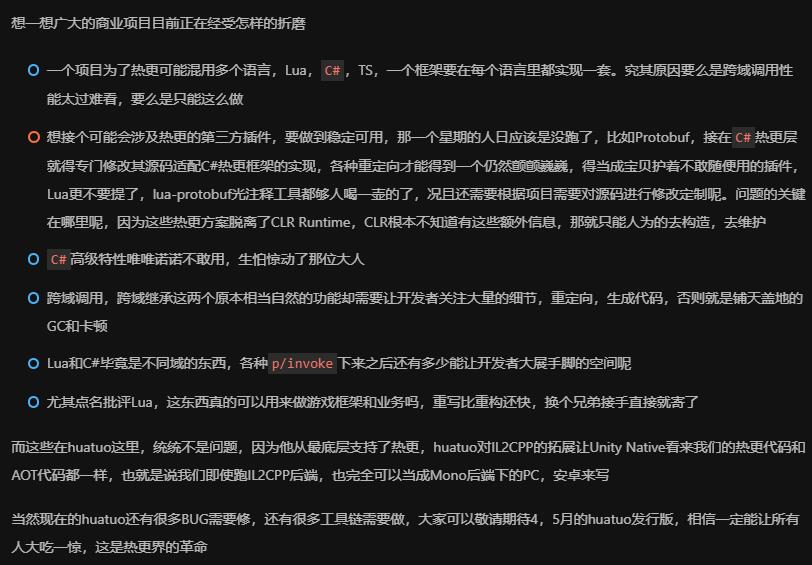 想一想广大的商业项目目前正在经受怎样的折磨
一个项目为了热更可能混用多个语言，Lua，C#，TS，一个框架要在每个语言里都实现一套。究其原因要么是跨域调用性
能太过难看，要么是只能这么做
想接个可能会涉及热更的第三方插件，要做到稳定可用，那一个星期的人日应该是没跑了，比如Protobuf，接在C#热更层
就得专门修改其源码适配C#热更框架的实现，各种重定向才能得到一个仍然颤颤巍巍，得当成宝贝护着不敢随便用的插件，
Lua更不要提了，lua-protobuf光注释工具都够人喝一壶的了，况且还需要根据项目需要对源码进行修改定制呢。问题的关键
在哪里呢，因为这些热更方案脱离了CLR Runtime，CLR根本不知道有这些额外信息，那就只能人为的去构造，去维护
C#高级特性唯唯诺诺不敢用，生怕惊动了那位大人
跨域调用，跨域继承这两个原本相当自然的功能却需要让开发者关注大量的细节，重定向，生成代码，否则就是铺天盖地的
GC和卡顿
Lua和C#毕竟是不同域的东西，各种p/invoke下来之后还有多少能让开发者大展手脚的空间呢
尤其点名批评Lua，这东西真的可以用来做游戏框架和业务吗，重写比重构还快，换个兄弟接手直接就寄了
而这些在huatuo这里，统统不是问题，因为他从最底层支持了热更，huatuo对IL2CPP的拓展让Unity Native看来我们的热更代码和
AOT代码都一样，也就是说我们即使跑IL2CPP后端，也完全可以当成Mono后端下的PC，安卓来写
当然现在的huatuo还有很多BUG需要修，还有很多工具链需要做，大家可以敬请期待4，5月的huatuo发行版，相信一定能让所有
人大吃一惊，这是热更界的革命